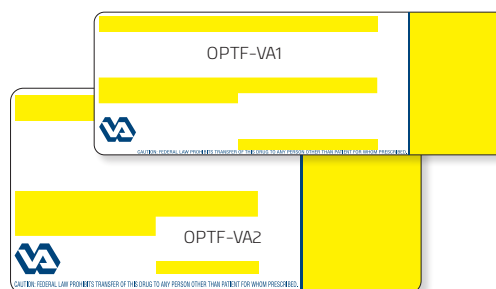 OPTF-VA1
VA
CAUTION: FEDERAL LAW PROHIBITS TRANSFER OF THIS DRUG TO ANY PERSON OTHER THAN PATIENT FOR WHOM PRESCRIBED.
OPTF-VA2
VA
CAUTION: FEDERAL LAW PROHIBITS TRANSFER OF THIS DRUG TO ANY PERSON OTHER THAN PATIENT FOR WHOM PRESCRIBED.